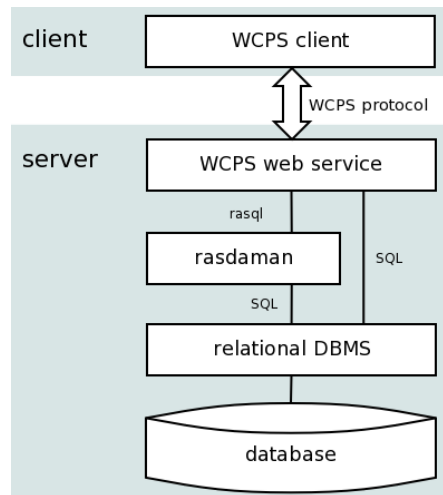 client
WCPS client
WCPS protocol
server
WCPS web service
rasql
rasdaman
SQL
SQL
relational DBMS
database